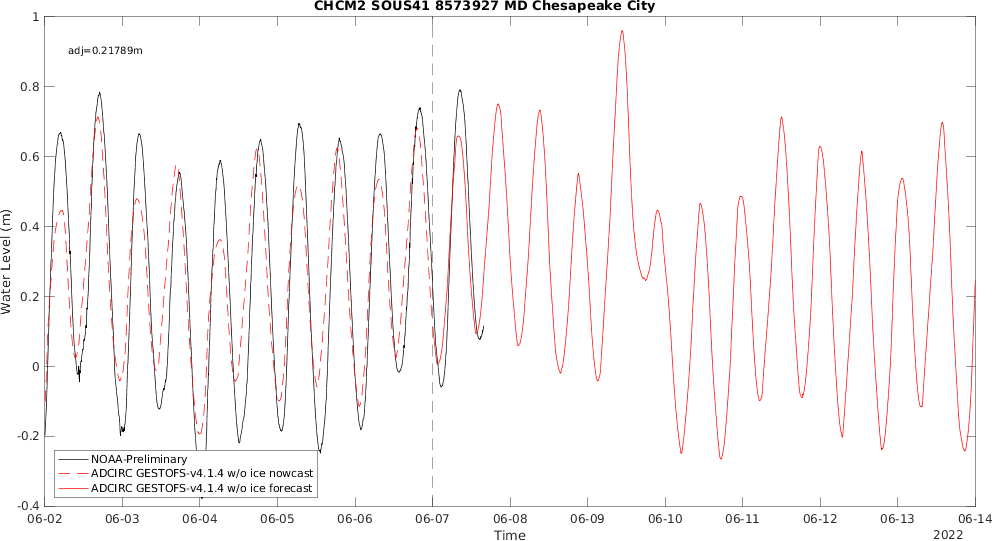 CHCM2 SOUS41 8573927 MD Chesapeake City
adj=0.21789m
Water Level (m)
1
0.8
0.6
0.4
0.2
0
-0.2
-0.4
NOAA-Preliminary
ADCIRC GESTOFS-v4.1.4 w/o ice nowcast
ADCIRC GESTOFS-v4.1.4 w/o ice forecast
06-02 06-03 06-04 06-05 06-06 06-07 06-08 06-09 06-10 06-11 06-12 06-13 06-14
Time
2022